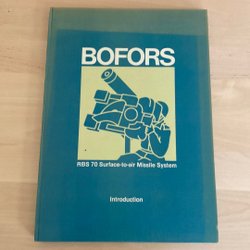 BOFORS
RBS 70 Surface-to-air Missile System
Introduction